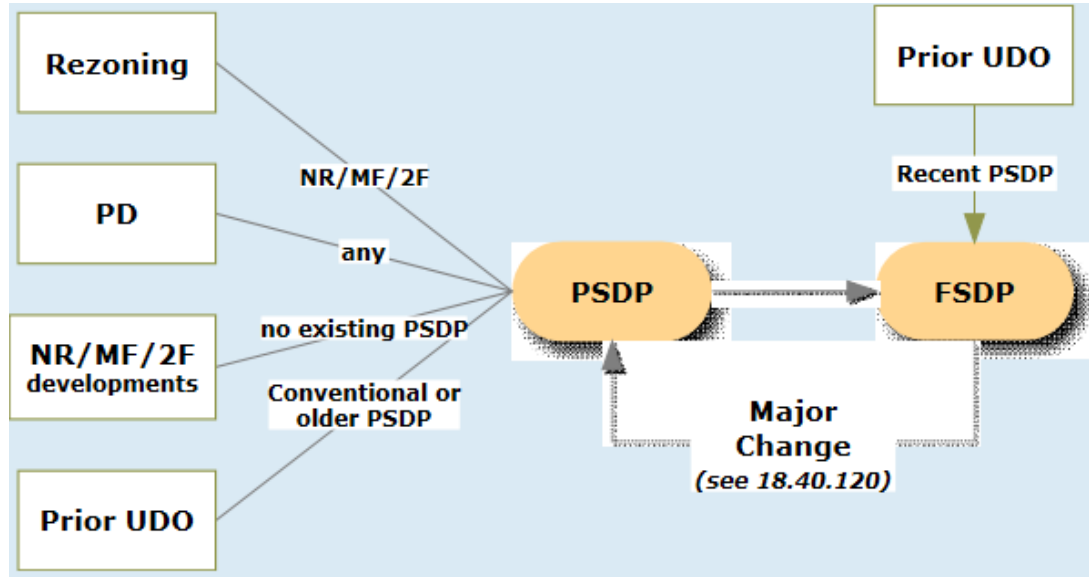 Rezoning
Prior UDO
NR/MF/2F
Recent PSDP
PD
any
PSDP
FSDP
no existing PSDP
NR/MF/2F
developments
Conventional or
older PSDP
Major
Change
(see 18.40.120)
Prior UDO